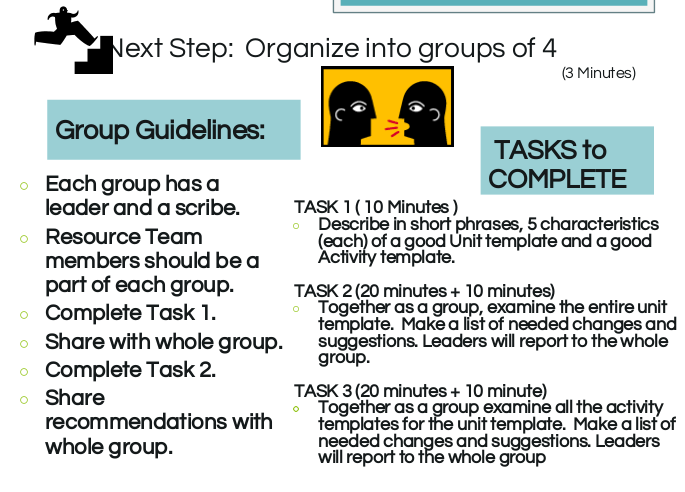 Next Step:  Organize into groups of 4
(3 Minutes)
Group Guidelines:
Each group has a
leader and a scribe.
Resource Team
members should be a
part of each group.
Complete Task 1.
Share with whole group.
Complete Task 2.
Share
recommendations with
whole group.
TASKS to
COMPLETE
TASK 1 ( 10 Minutes )
Describe in short phrases, 5 characteristics
(each) of a good Unit template and a good
Activity template.
TASK 2 (20 minutes + 10 minutes)
Together as a group, examine the entire unit
template.  Make a list of needed changes and
suggestions. Leaders will report to the whole
group.
TASK 3 (20 minutes + 10 minute)
Together as a group examine all the activity
templates for the unit template.  Make a list of
needed changes and suggestions. Leaders
will report to the whole group